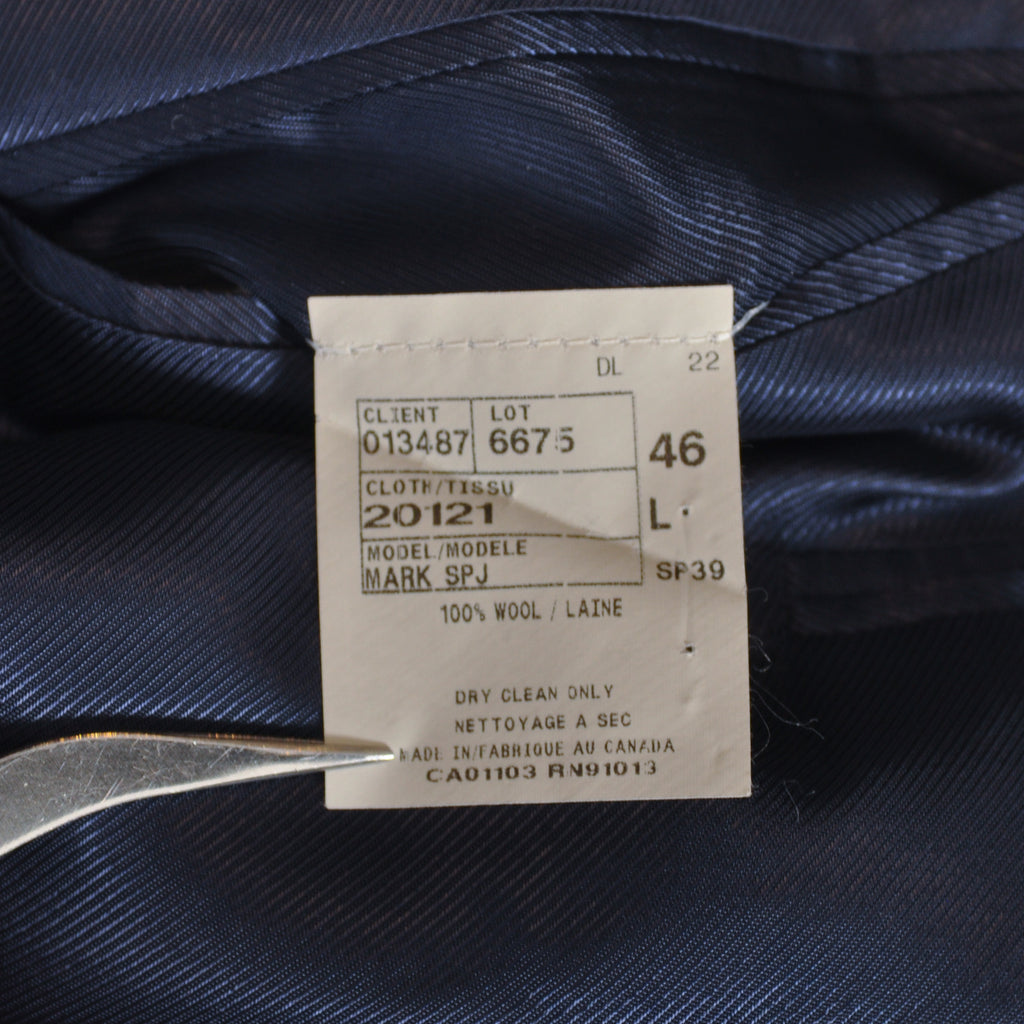 DL 22
CLIENT LOT
013487 6675 46
CLOTH/TISSU
20121 L
MODEL/MODELE
MARK SPJ SP39
100% WOOL / LAINE
DRY CLEAN ONLY
NETTOYAGE A SEC
MADE IN/FABRIQUE AU CANADA
CA01103 RN91013